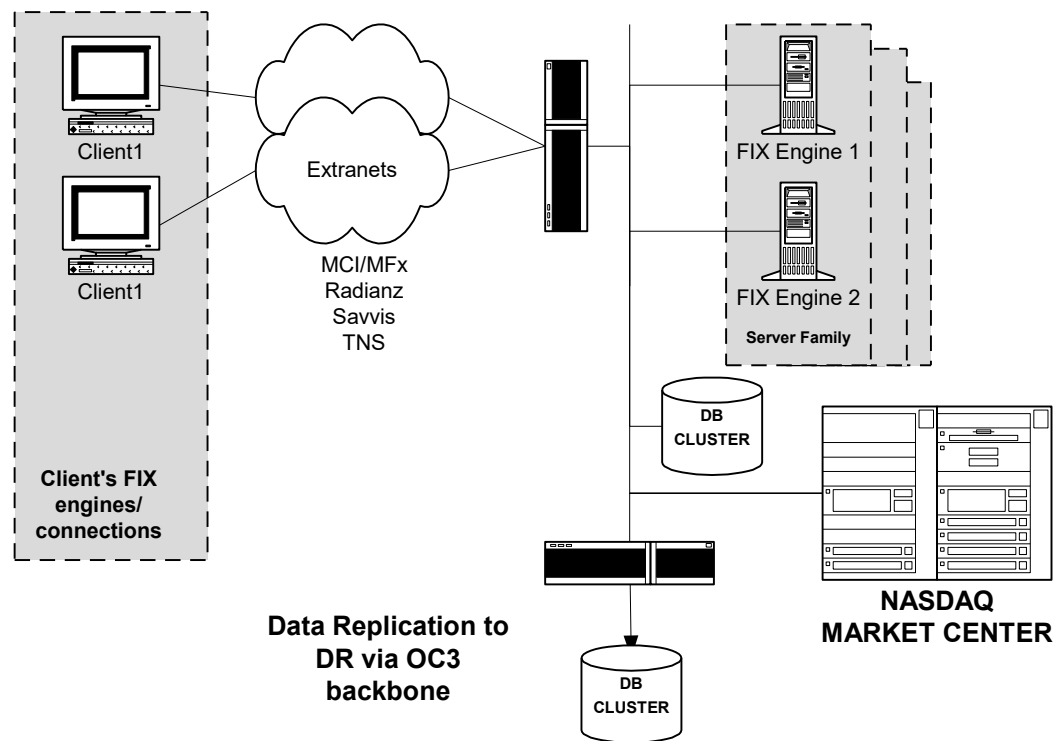 Client1
Client1
Client's FIX
engines/
connections
Extranets
MCI/MFx
Radianz
Savvis
TNS
FIX Engine 1
FIX Engine 2
Server Family
DB
CLUSTER
NASDAQ
MARKET CENTER
Data Replication to
DR via OC3
backbone
DB
CLUSTER